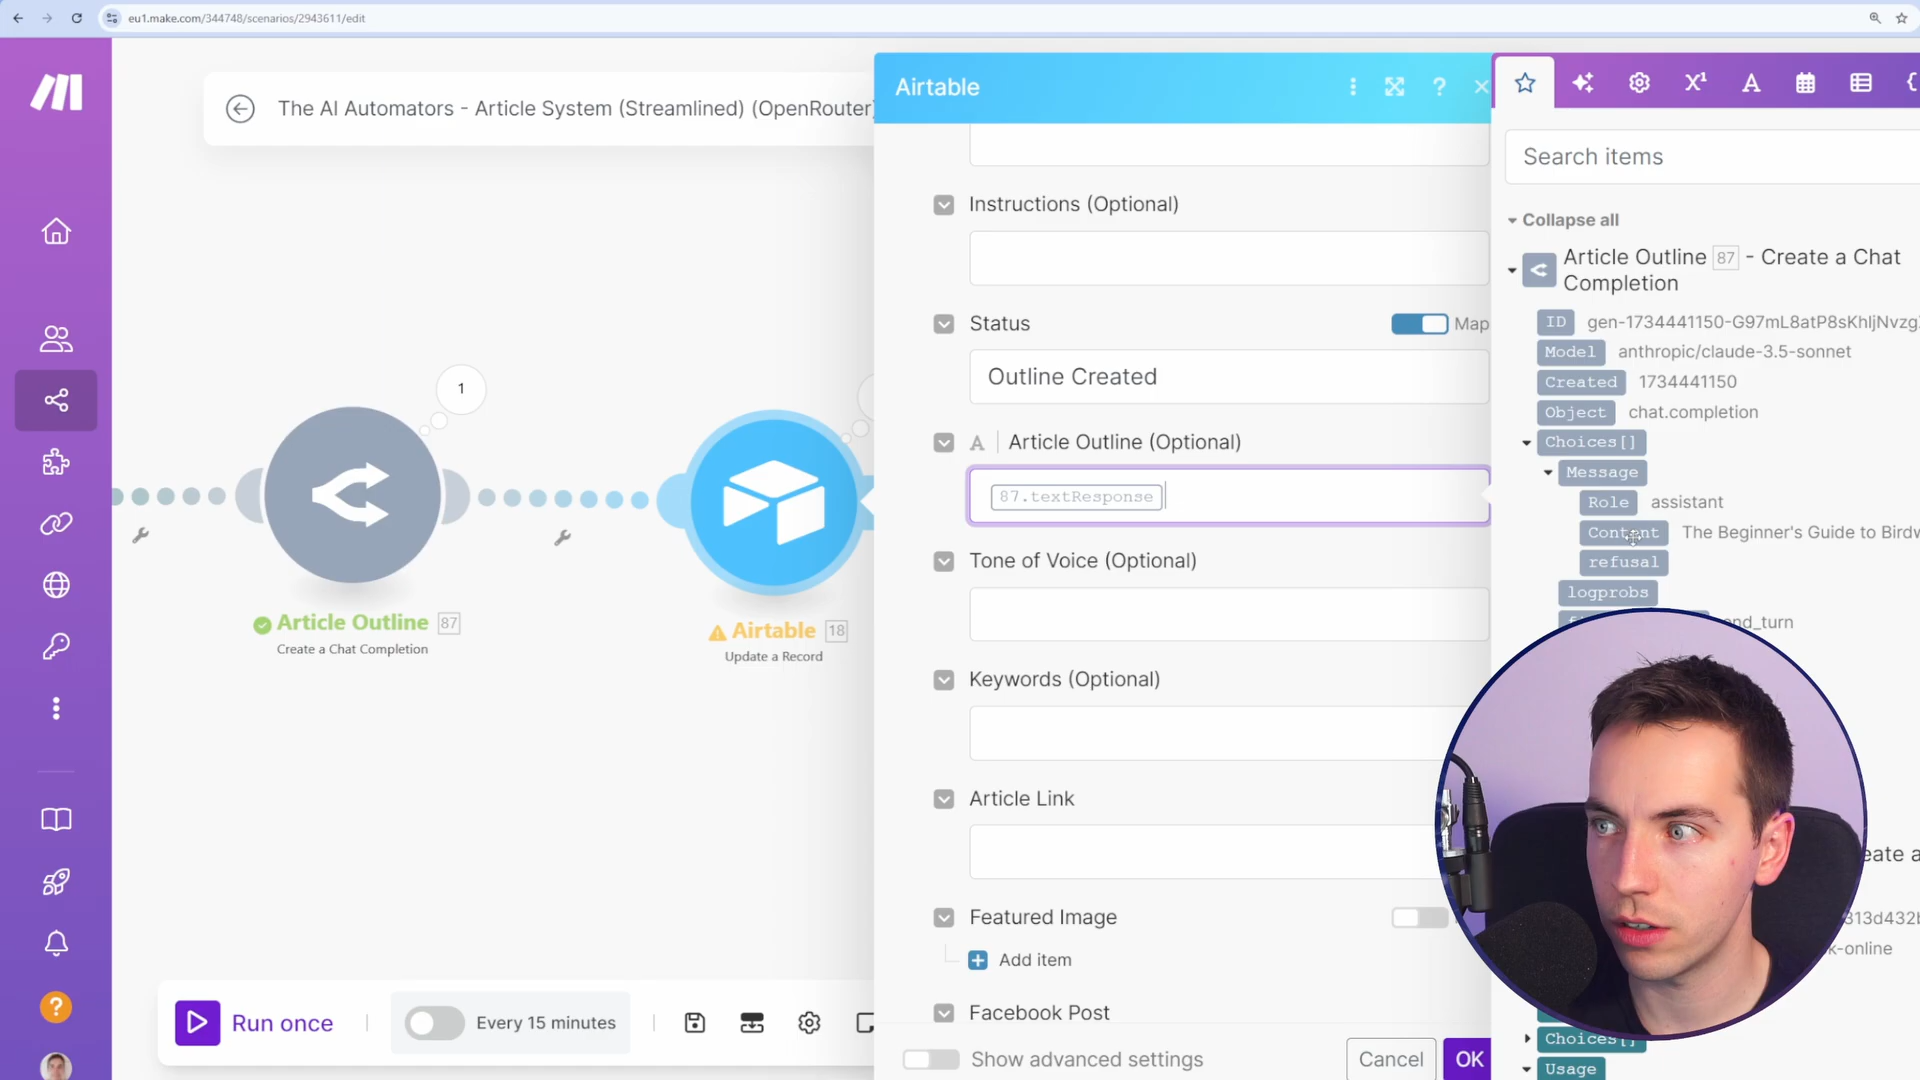 eu1.make.com/344748/scenarios/2943611/edit
The AI Automators - Article System (Streamlined) (OpenRouter)
1
Article Outline 87
Create a Chat Completion
Airtable 18
Update a Record
Run once
Every 15 minutes
Airtable
Instructions (Optional)
Status
Map
Outline Created
A
Article Outline (Optional)
87.textResponse
Tone of Voice (Optional)
Keywords (Optional)
Article Link
Featured Image
Add item
Facebook Post
Show advanced settings
Cancel
OK
Search items
Collapse all
Article Outline 87 - Create a Chat
Completion
ID
Model anthropic/claude-3.5-sonnet
Created 1734441150
Object chat.completion
Choices[]
Message
Role assistant
Content The Beginner's Guide to
refusal
logprobs
Choices[]
Usage